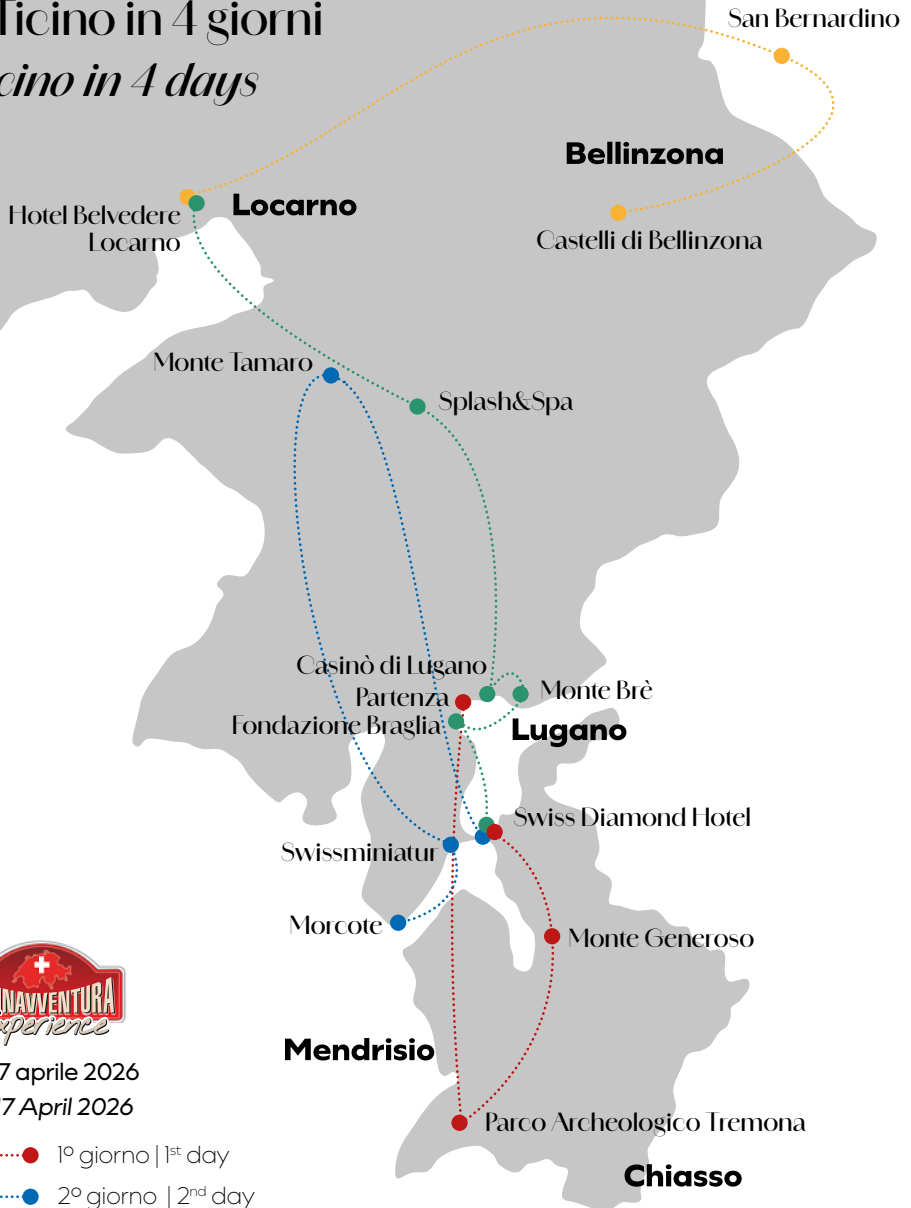 Ticino in 4 giorni
cino in 4 days
San Bernardino
Bellinzona
Castelli di Bellinzona
Locarno
Hotel Belvedere
Locarno
Monte Tamaro
Splash&Spa
Casinò di Lugano
Partenza
Monte Brè
Fondazione Braglia
Lugano
Swiss Diamond Hotel
Swissminiatur
Morcote
Monte Generoso
NAVVENTURA
xperience
Mendrisio
7 aprile 2026
17 April 2026
Parco Archeologico Tremona
1º giorno | 1st day
Chiasso
2º giorno | 2nd day